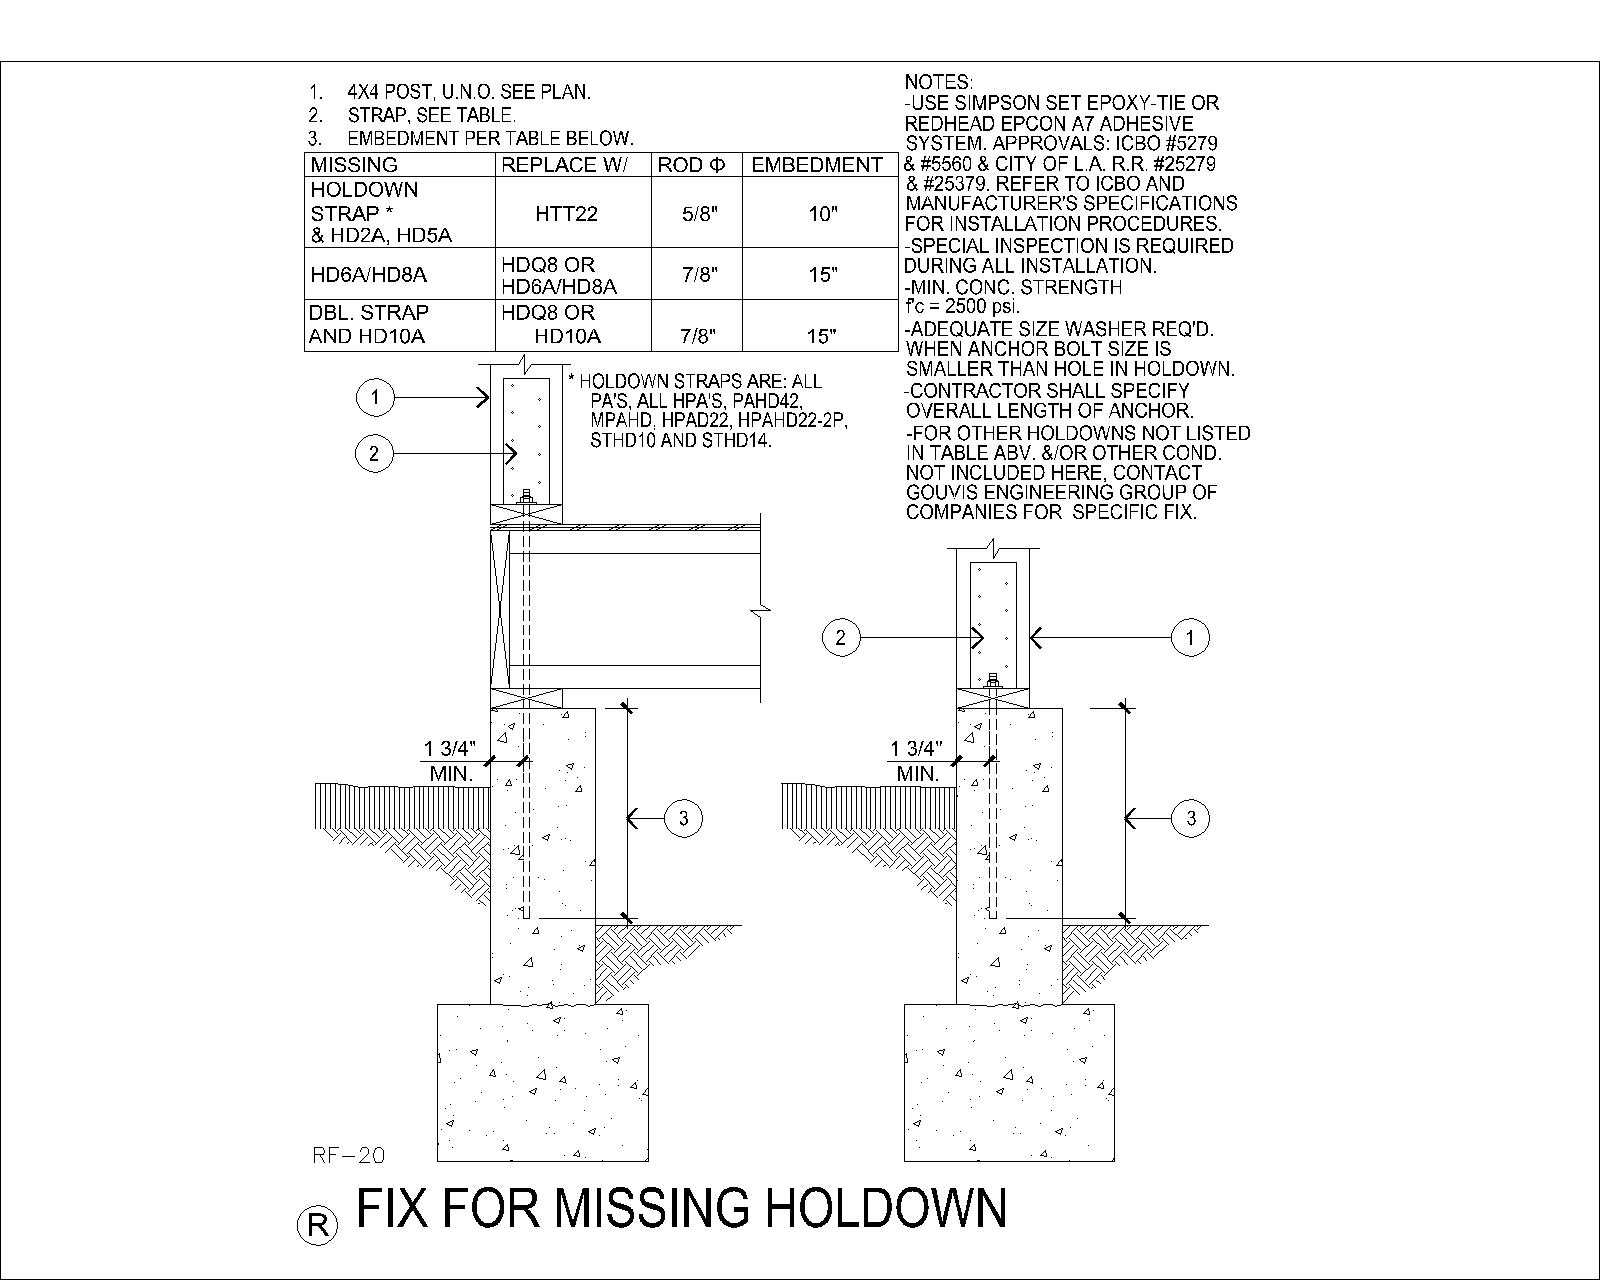 1. 4X4 POST, U.N.O. SEE PLAN.
2. STRAP, SEE TABLE.
3. EMBEDMENT PER TABLE BELOW.
MISSING REPLACE W/ ROD Φ EMBEDMENT
HOLDOWN
STRAP * HTT22 5/8" 10"
& HD2A, HD5A
HDQ8 OR
HD6A/HD8A 7/8" 15"
HD6A/HD8A
DBL. STRAP HDQ8 OR
AND HD10A HD10A 7/8" 15"
* HOLDOWN STRAPS ARE: ALL
PA'S, ALL HPA'S, PAHD42,
MPAHD, HPAD22, HPAHD22-2P,
STHD10 AND STHD14.
NOTES:
-USE SIMPSON SET EPOXY-TIE OR
REDHEAD EPCON A7 ADHESIVE
SYSTEM. APPROVALS: ICBO #5279
& #5560 & CITY OF L.A. R.R. #25279
& #25379. REFER TO ICBO AND
MANUFACTURER'S SPECIFICATIONS
FOR INSTALLATION PROCEDURES.
-SPECIAL INSPECTION IS REQUIRED
DURING ALL INSTALLATION.
-MIN. CONC. STRENGTH
f'c = 2500 psi.
-ADEQUATE SIZE WASHER REQ'D.
WHEN ANCHOR BOLT SIZE IS
SMALLER THAN HOLE IN HOLDOWN.
-CONTRACTOR SHALL SPECIFY
OVERALL LENGTH OF ANCHOR.
-FOR OTHER HOLDOWNS NOT LISTED
IN TABLE ABV. &/OR OTHER COND.
NOT INCLUDED HERE, CONTACT
GOUVIS ENGINEERING GROUP OF
COMPANIES FOR SPECIFIC FIX.
1
2
1 3/4"
MIN.
3
2
1
1 3/4"
MIN.
3
RF-20
R FIX FOR MISSING HOLDOWN